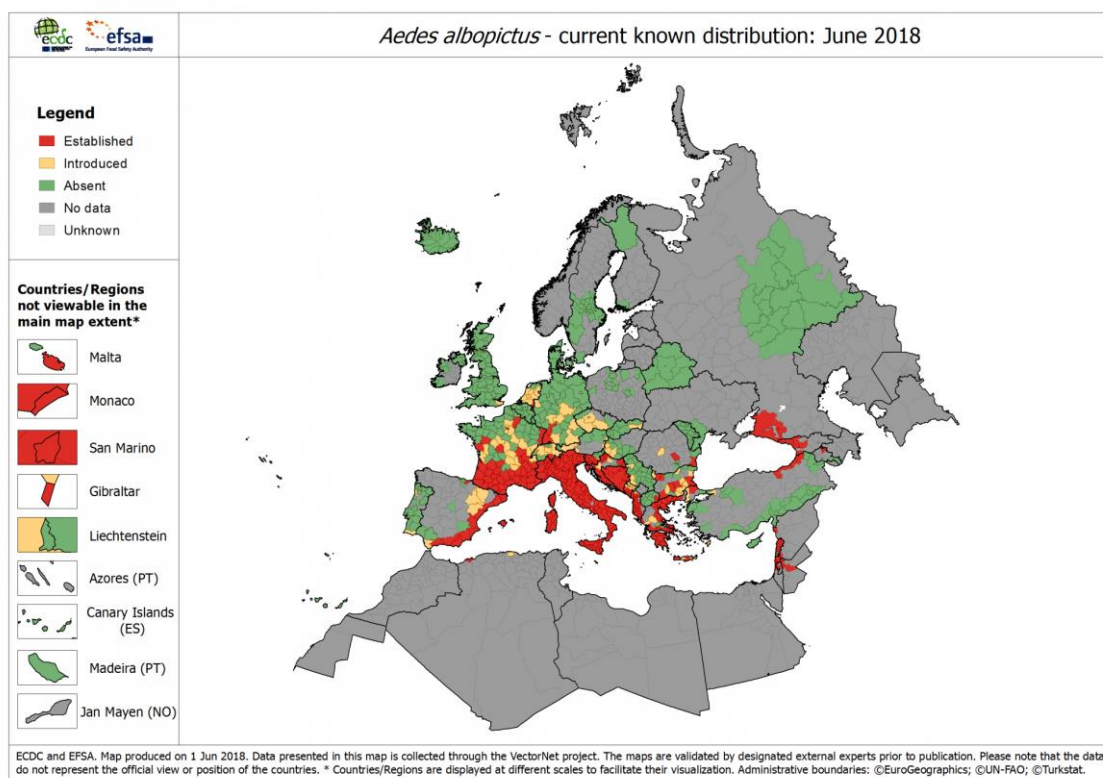 ecdc
efsa
European Food Safety Authority
Aedes albopictus - current known distribution: June 2018
Legend
Established
Introduced
Absent
No data
Unknown
Countries/Regions
not viewable in the
main map extent*
Malta
Monaco
San Marino
Gibraltar
Liechtenstein
Azores (PT)
Canary Islands
(ES)
Madeira (PT)
Jan Mayen (NO)
ECDC and EFSA. Map produced on 1 Jun 2018. Data presented in this map is collected through the VectorNet project. The maps are validated by designated external experts prior to publication. Please note that the data
do not represent the official view or position of the countries. * Countries/Regions are displayed at different scales to facilitate their visualization. Administrative boundaries: ©EuroGeographics; ©UN-FAO; ©Turkstat.